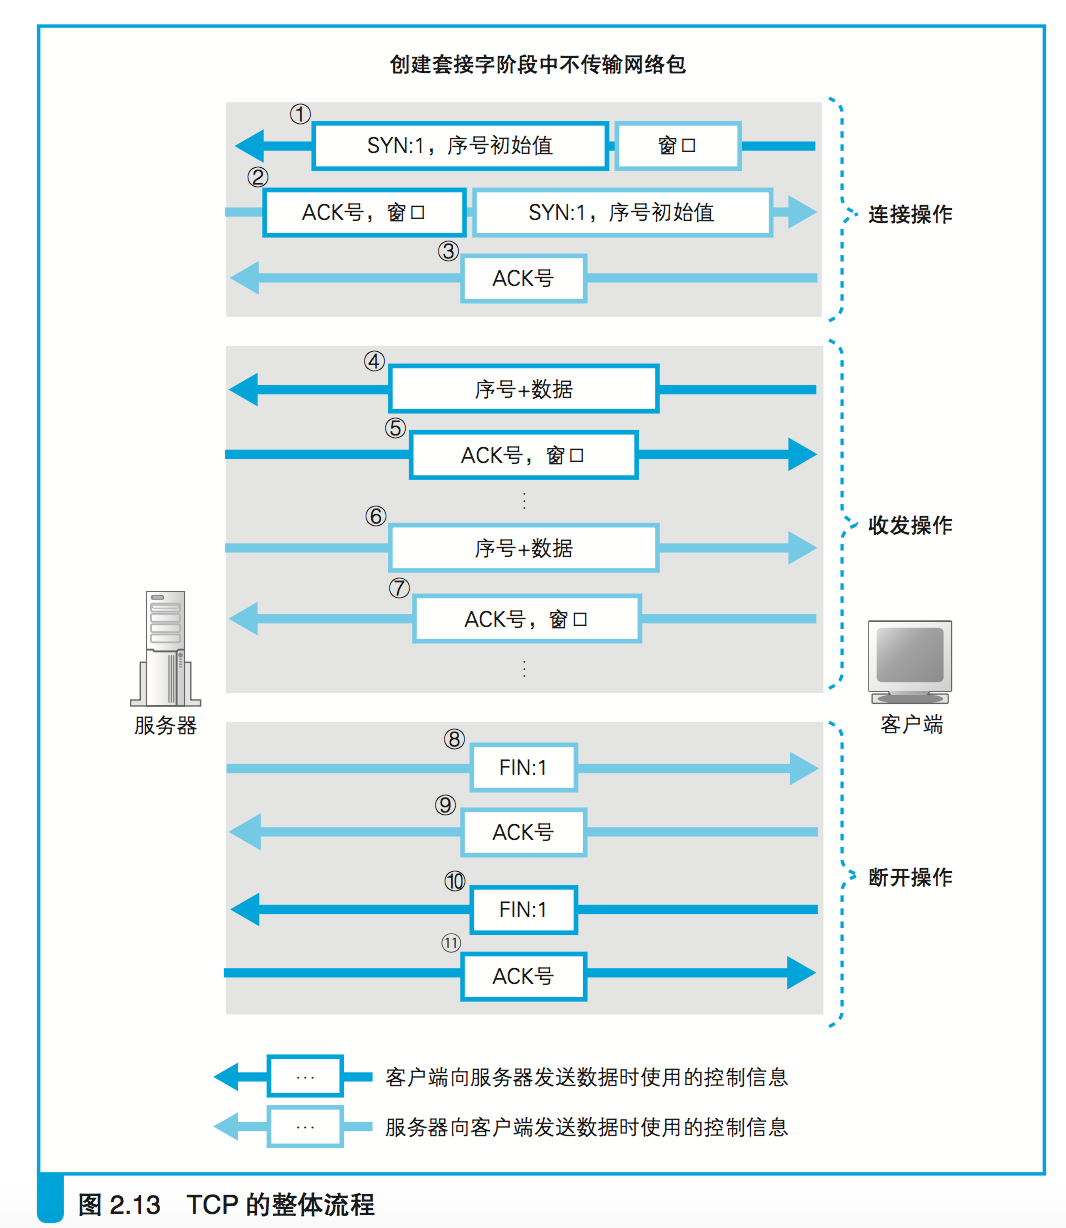 创建套接字阶段中不传输网络包
①
SYN:1，序号初始值
窗口
②
ACK号，窗口
SYN:1，序号初始值
③
ACK号
连接操作
④
序号+数据
⑤
ACK号，窗口
⋮
⑥
序号+数据
⑦
ACK号，窗口
⋮
收发操作
服务器
客户端
⑧
FIN:1
⑨
ACK号
⑩
FIN:1
⑪
ACK号
断开操作
… 客户端向服务器发送数据时使用的控制信息
… 服务器向客户端发送数据时使用的控制信息
图 2.13 TCP 的整体流程